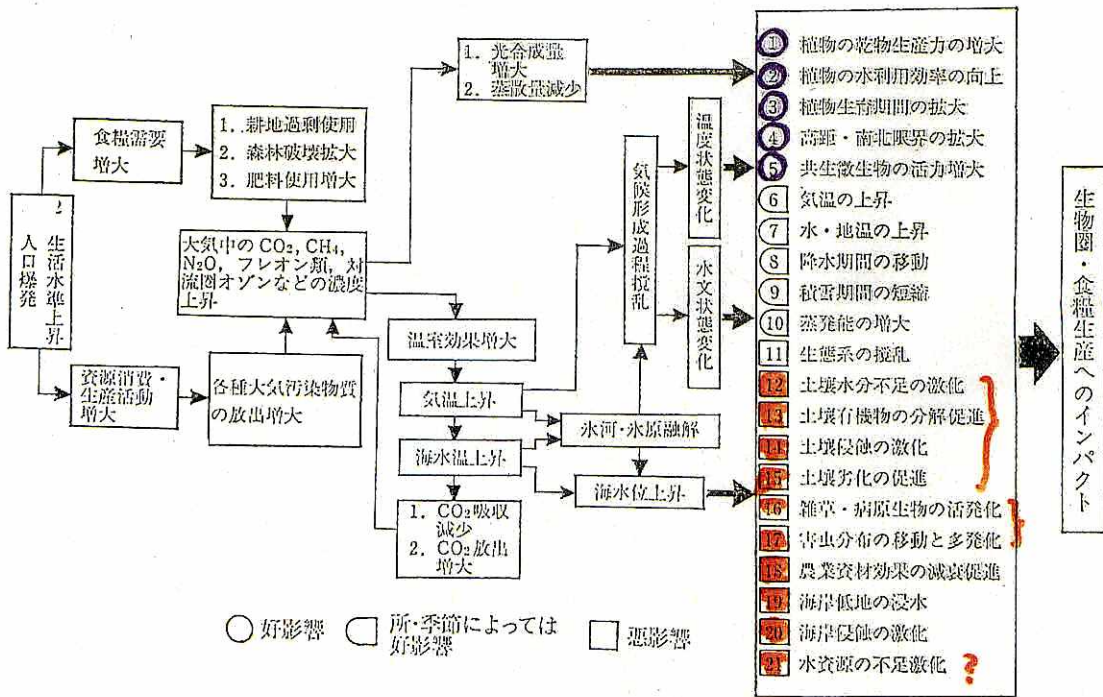 人口爆発
生活水準上昇
食糧需要
増大
1. 耕地過剰使用
2. 森林破壊拡大
3. 肥料使用増大
資源消費・
生産活動
増大
各種大気汚染物質
の放出増大
大気中の CO₂, CH₄,
N₂O, フレオン類, 対
流圏オゾンなどの濃度
上昇
1. 光合成量
増大
2. 蒸散量減少
温室効果増大
気温上昇
海水温上昇
1. CO₂吸収
減少
2. CO₂放出
増大
氷河・氷原融解
海水位上昇
気候形成過程攪乱
温度状態変化
水文状態変化
1 植物の乾物生産力の増大
2 植物の水利用効率の向上
3 植物生育期間の拡大
4 高距・南北限界の拡大
5 共生微生物の活力増大
6 気温の上昇
7 水・地温の上昇
8 降水期間の移動
9 積雪期間の短縮
10 蒸発能の増大
11 生態系の攪乱
12 土壌水分不足の激化
13 土壌有機物の分解促進
14 土壌侵蝕の激化
15 土壌劣化の促進
16 雑草・病原生物の活発化
17 害虫分布の移動と多発化
18 農業資材効果の減衰促進
19 海岸低地の浸水
20 海岸侵蝕の激化
21 水資源の不足激化 ?
生物圏・食糧生産へのインパクト
好影響
所・季節によっては
好影響
悪影響